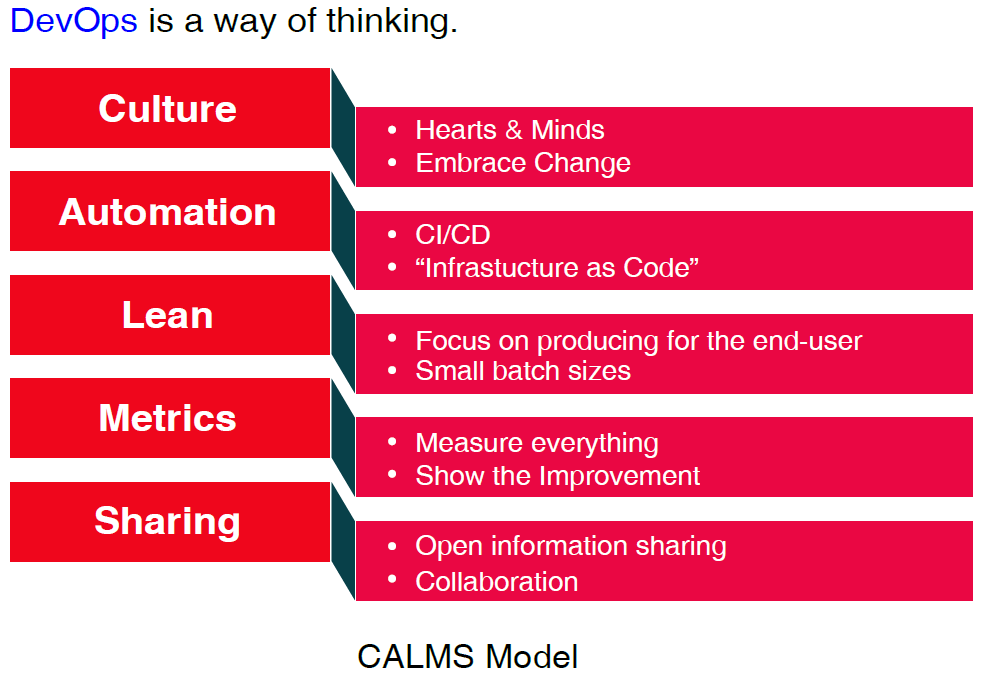 DevOps is a way of thinking.
Culture
• Hearts & Minds
• Embrace Change
Automation
• CI/CD
• “Infrastucture as Code”
Lean
• Focus on producing for the end-user
• Small batch sizes
Metrics
• Measure everything
• Show the Improvement
Sharing
• Open information sharing
• Collaboration
CALMS Model